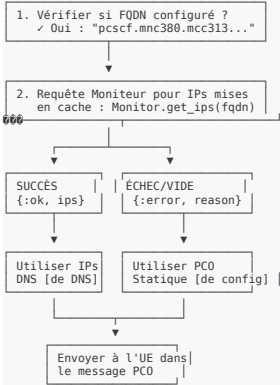 1. Vérifier si FQDN configuré ?
✓ Oui : "pcscf.mnc380.mcc313..."
2. Requête Moniteur pour IPs mises
en cache : Monitor.get_ips(fqdn)
SUCCÈS
{:ok, ips}
ÉCHEC/VIDE
{:error, reason}
Utiliser IPs
DNS [de DNS]
Utiliser PCO
Statique [de config]
Envoyer à l'UE dans
le message PCO